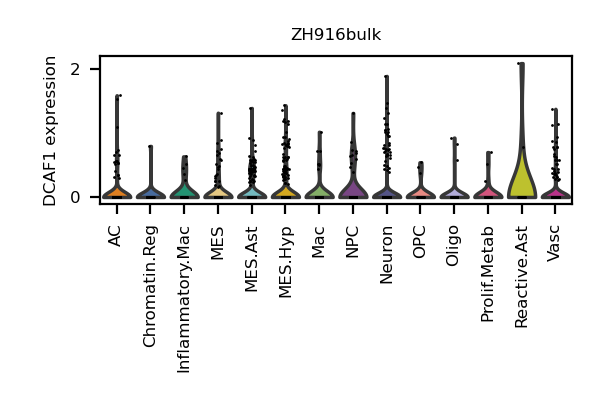 ZH916bulk
DCAF1 expression
2
0
AC
Chromatin.Reg
Inflammatory.Mac
MES
MES.Ast
MES.Hyp
Mac
NPC
Neuron
OPC
Oligo
Prolif.Metab
Reactive.Ast
Vasc